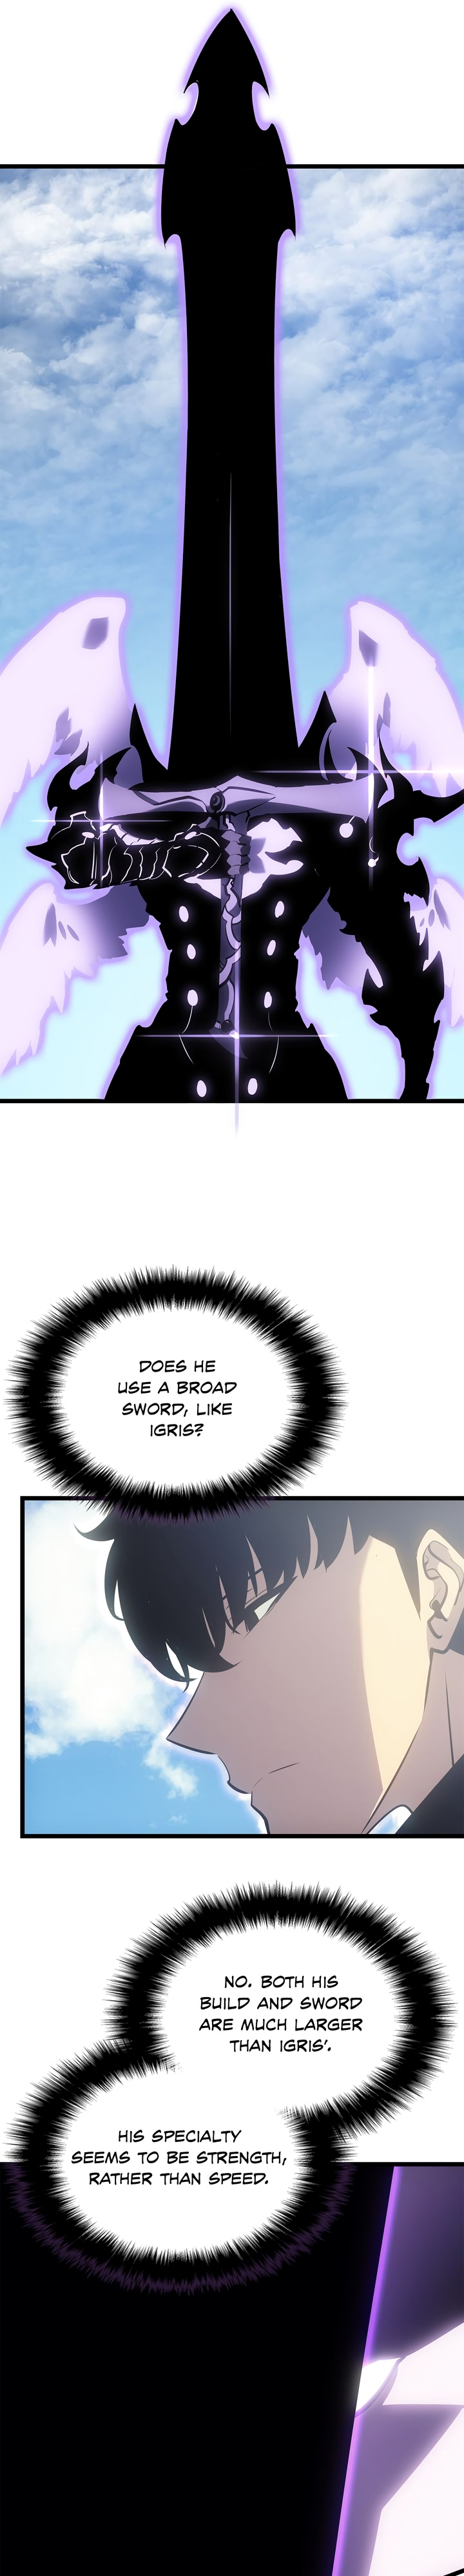 DOES HE
USE A BROAD
SWORD, LIKE
IGRIS?
NO. BOTH HIS
BUILD AND SWORD
ARE MUCH LARGER
THAN IGRIS'.
HIS SPECIALTY
SEEMS TO BE STRENGTH,
RATHER THAN SPEED.